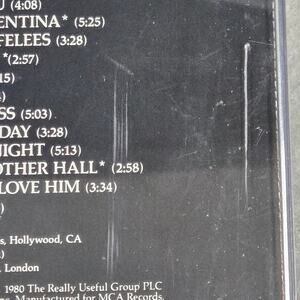 (4:08)
ENTINA* (5:25)
FELEES (3:28)
* (2:57)
15)
)
SS (5:03)
DAY (3:28)
NIGHT (5:13)
OTHER HALL* (2:58)
LOVE HIM (3:34)
)
s, Hollywood, CA
)
, London
1980 The Really Useful Group PLC
Manufactured for MCA Records,